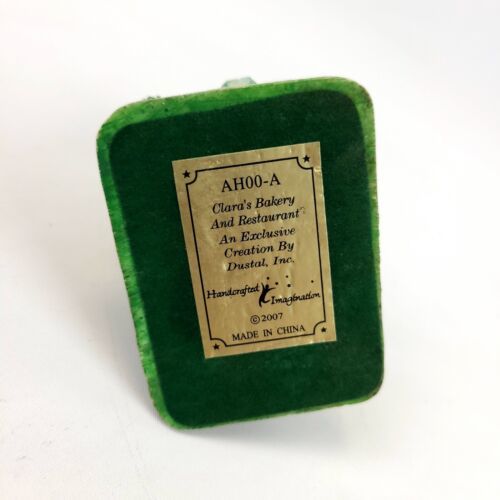 AH00-A
Clara's Bakery
And Restaurant
An Exclusive
Creation By
Dustal, Inc.
Handcrafted Imagination
©2007
MADE IN CHINA